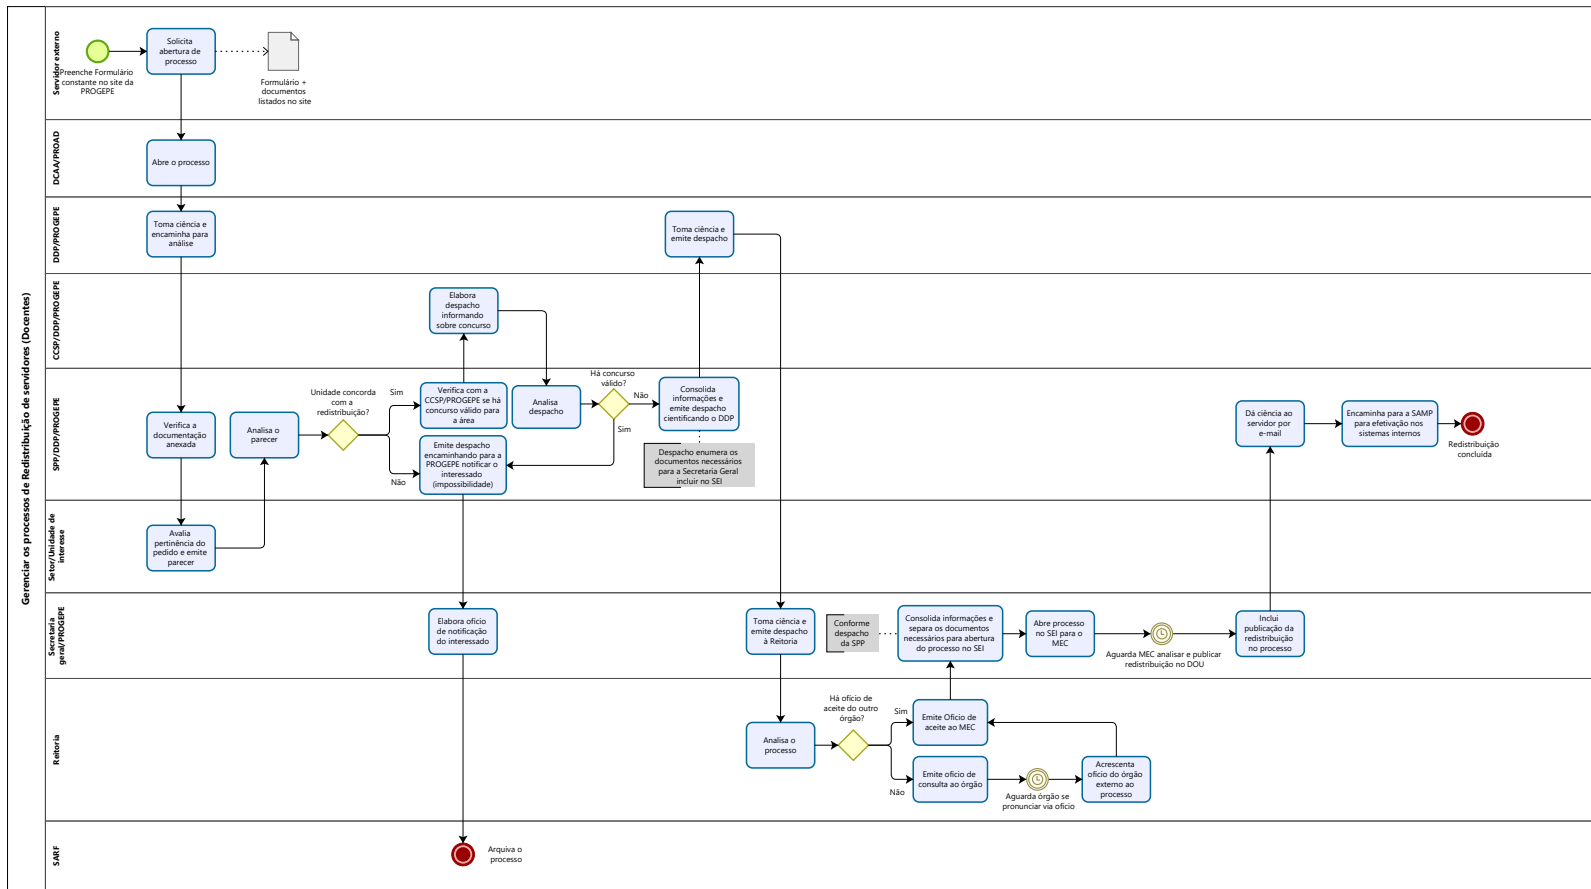 Gerenciar os processos de Redistribuição de servidores (Docentes)
Servidor externo
Preenche Formulário
constante no site da
PROGEPE
Solicita
abertura de
processo
Formulário +
documentos
listados no site
DCAA/PROAD
Abre o processo
DDP/PROGEPE
Toma ciência e
encaminha para
análise
Toma ciência e
emite despacho
CCSP/DDP/PROGEPE
Elabora
despacho
informando
sobre concurso
SPP/DDP/PROGEPE
Verifica a
documentação
anexada
Analisa o
parecer
Unidade concorda
com a
redistribuição?
Sim
Não
Verifica com a
CCSP/PROGEPE se há
concurso válido para
a área
Emite despacho
encaminhando para a
PROGEPE notificar o
interessado
(impossibilidade)
Analisa
despacho
Há concurso
válido?
Não
Sim
Consolida
informações e
emite despacho
cientificando o DDP
Despacho enumera os
documentos necessários
para a Secretaria Geral
incluir no SEI
Dá ciência ao
servidor por
e-mail
Encaminha para a SAMP
para efetivação nos
sistemas internos
Redistribuição
concluída
Setor/Unidade de
interesse
Avalia
pertinência do
pedido e emite
parecer
Secretaria
geral/PROGEPE
Elabora ofício
de notificação
do interessado
Toma ciência e
emite despacho
à Reitoria
Conforme
despacho
da SPP
Consolida informações e
separa os documentos
necessários para abertura
do processo no SEI
Abre processo
no SEI para o
MEC
Aguarda MEC analisar e publicar
redistribuição no DOU
Inclui
publicação da
redistribuição
no processo
Reitoria
Analisa o
processo
Há ofício de
aceite do outro
órgão?
Sim
Não
Emite Ofício de
aceite ao MEC
Emite ofício de
consulta ao órgão
Aguarda órgão se
pronunciar via ofício
Acrescenta
ofício do órgão
externo ao
processo
SARF
Arquiva o
processo